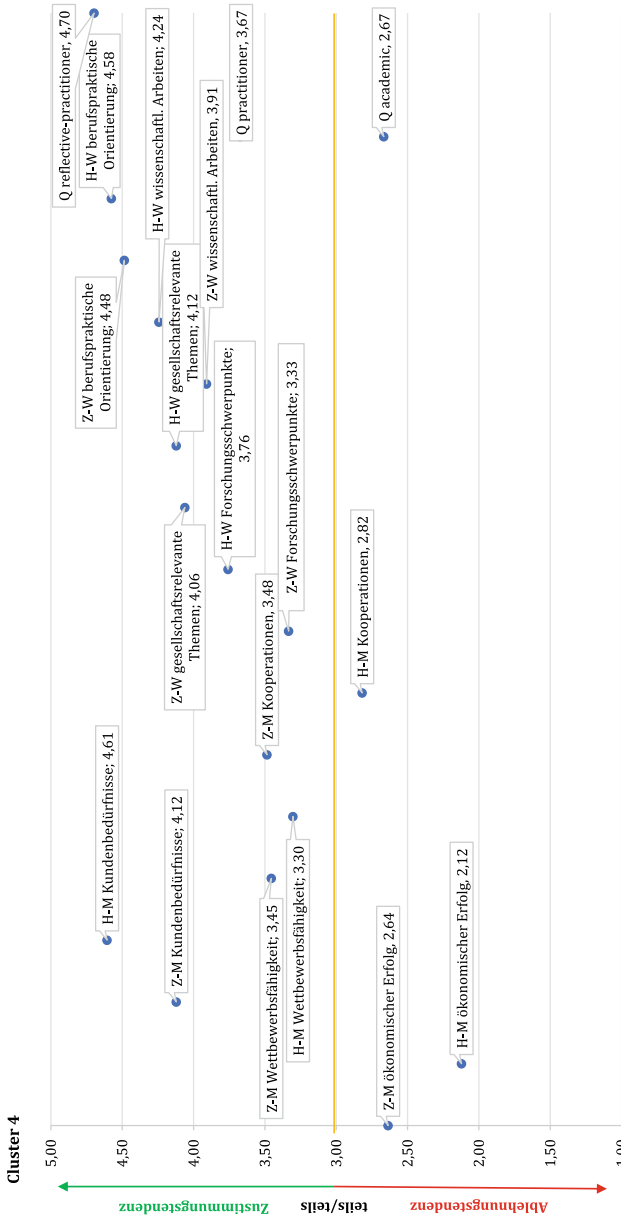 Cluster 4
5,00
4,50
4,00
3,50
3,00
2,50
2,00
1,50
1,00
Zustimmungstendenz
teils/teils
Ablehnungstendenz
Z-M ökonomischer Erfolg, 2,64
H-M ökonomischer Erfolg, 2,12
Z-M Kundenbedürfnisse; 4,12
H-M Kundenbedürfnisse; 4,61
Z-M Wettbewerbsfähigkeit; 3,45
H-M Wettbewerbsfähigkeit; 3,30
Z-M Kooperationen, 3,48
H-M Kooperationen, 2,82
Z-W Forschungsschwerpunkte; 3,33
H-W Forschungsschwerpunkte;
3,76
Z-W gesellschaftsrelevante
Themen; 4,06
H-W gesellschaftsrelevante
Themen; 4,12
Z-W wissenschaftl. Arbeiten, 3,91
H-W wissenschaftl. Arbeiten; 4,24
Z-W berufspraktische
Orientierung; 4,48
H-W berufspraktische
Orientierung; 4,58
Q academic, 2,67
Q practitioner, 3,67
Q reflective-practitioner, 4,70